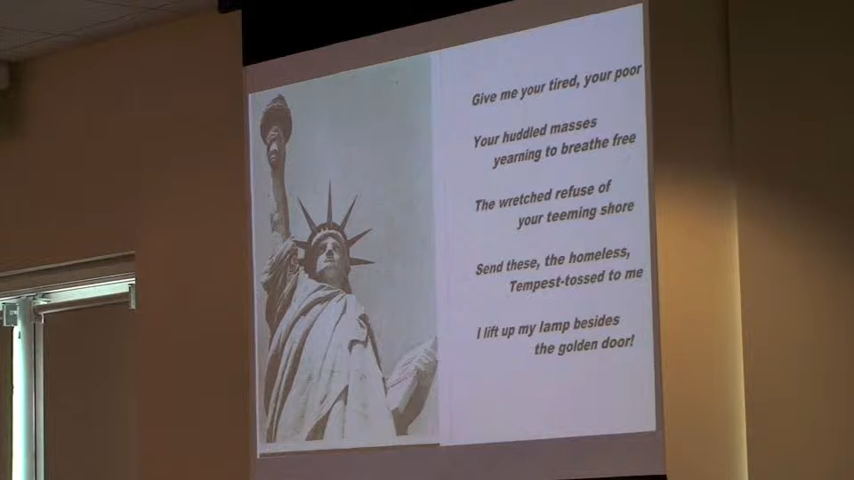 Give me your tired, your poor
Your huddled masses
yearning to breathe free
The wretched refuse of
your teeming shore
Send these, the homeless,
Tempest-tossed to me
I lift up my lamp besides
the golden door!